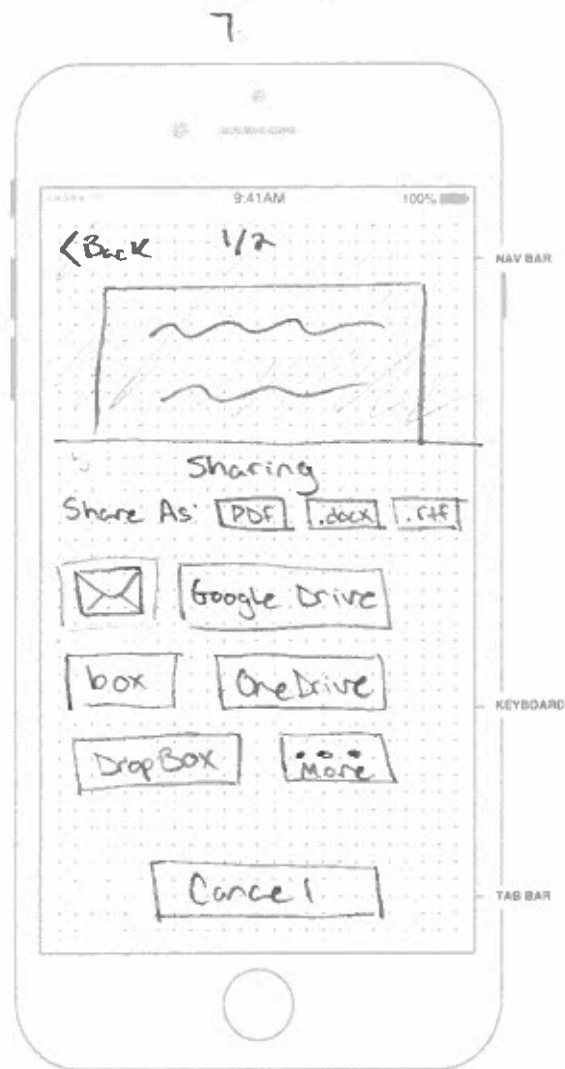 7
9:41AM 100%
<Back 1/2
NAV BAR
Sharing
Share As: PDF .docx .rtf
Google Drive
box OneDrive
KEYBOARD
DropBox More
Cancel
TAB BAR